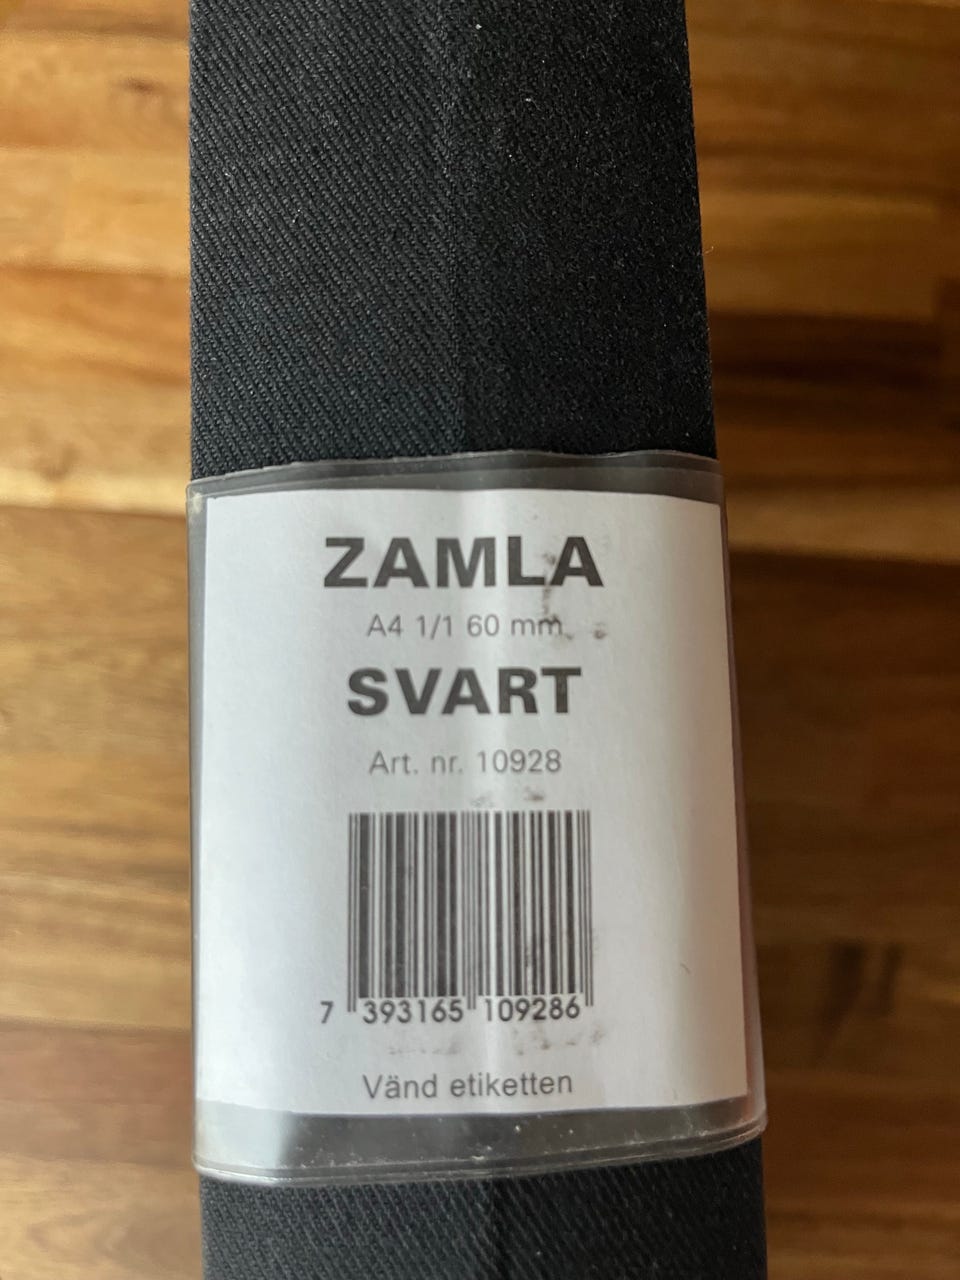 ZAMLA
A4 1/1 60 mm
SVART
Art. nr. 10928
7 393165 109286
Vänd etiketten